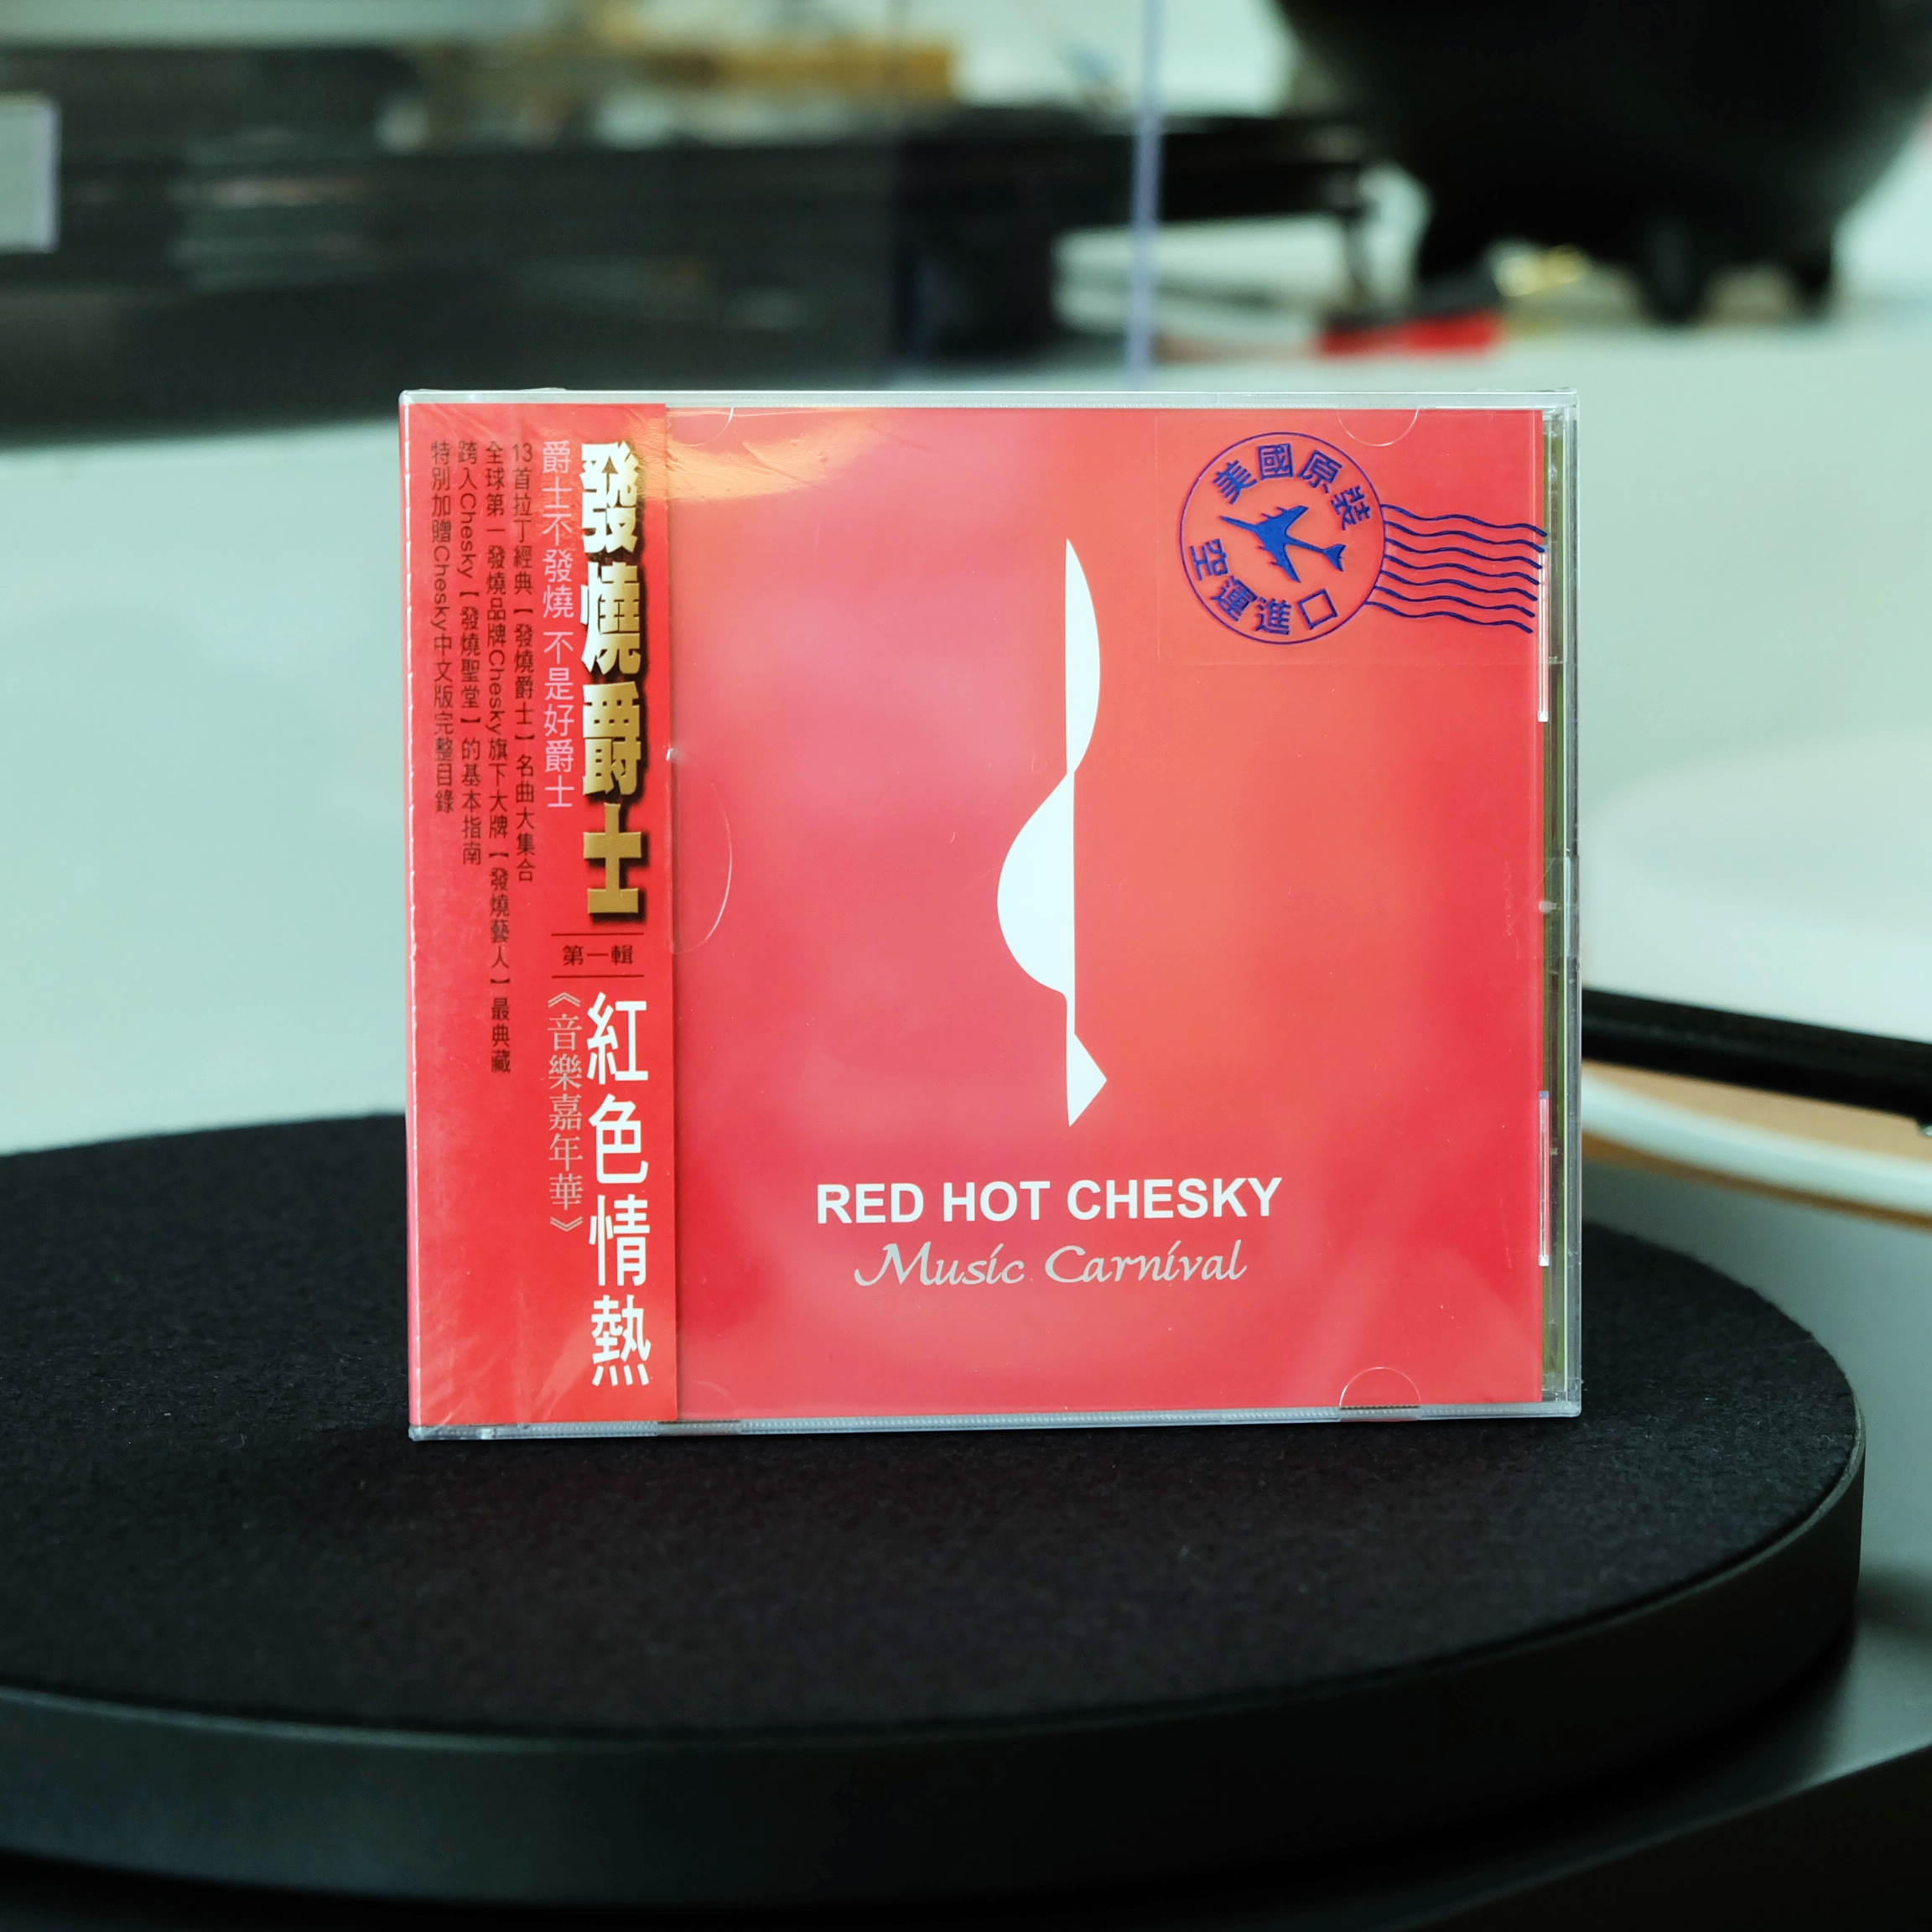 發燒爵士
第一輯
紅色情熱
爵士不發燒 不是好爵士
《音樂嘉年華》
13首拉丁經典【發燒爵士】名曲大集合
全球第一發燒品牌Chesky旗下大牌【發燒藝人】最典藏
跨入Chesky【發燒聖堂】的基本指南
特別加贈Chesky中文版完整目錄
美國原裝
空運進口
RED HOT CHESKY
Music Carnival